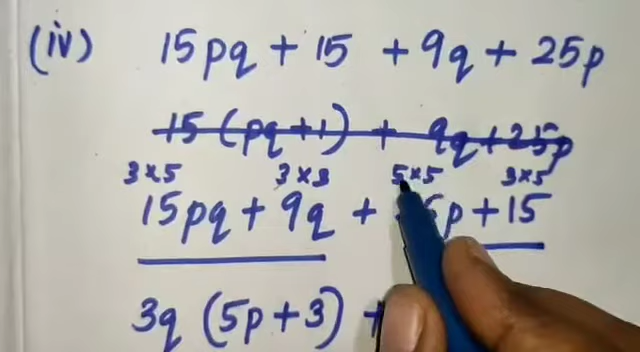 (iv) 15pq + 15 + 9q + 25p
15 (pq + 1) + 9q + 25p
3×5 3×3 5×5 3×5
15pq + 9q + 5p + 15
3q (5p + 3) +